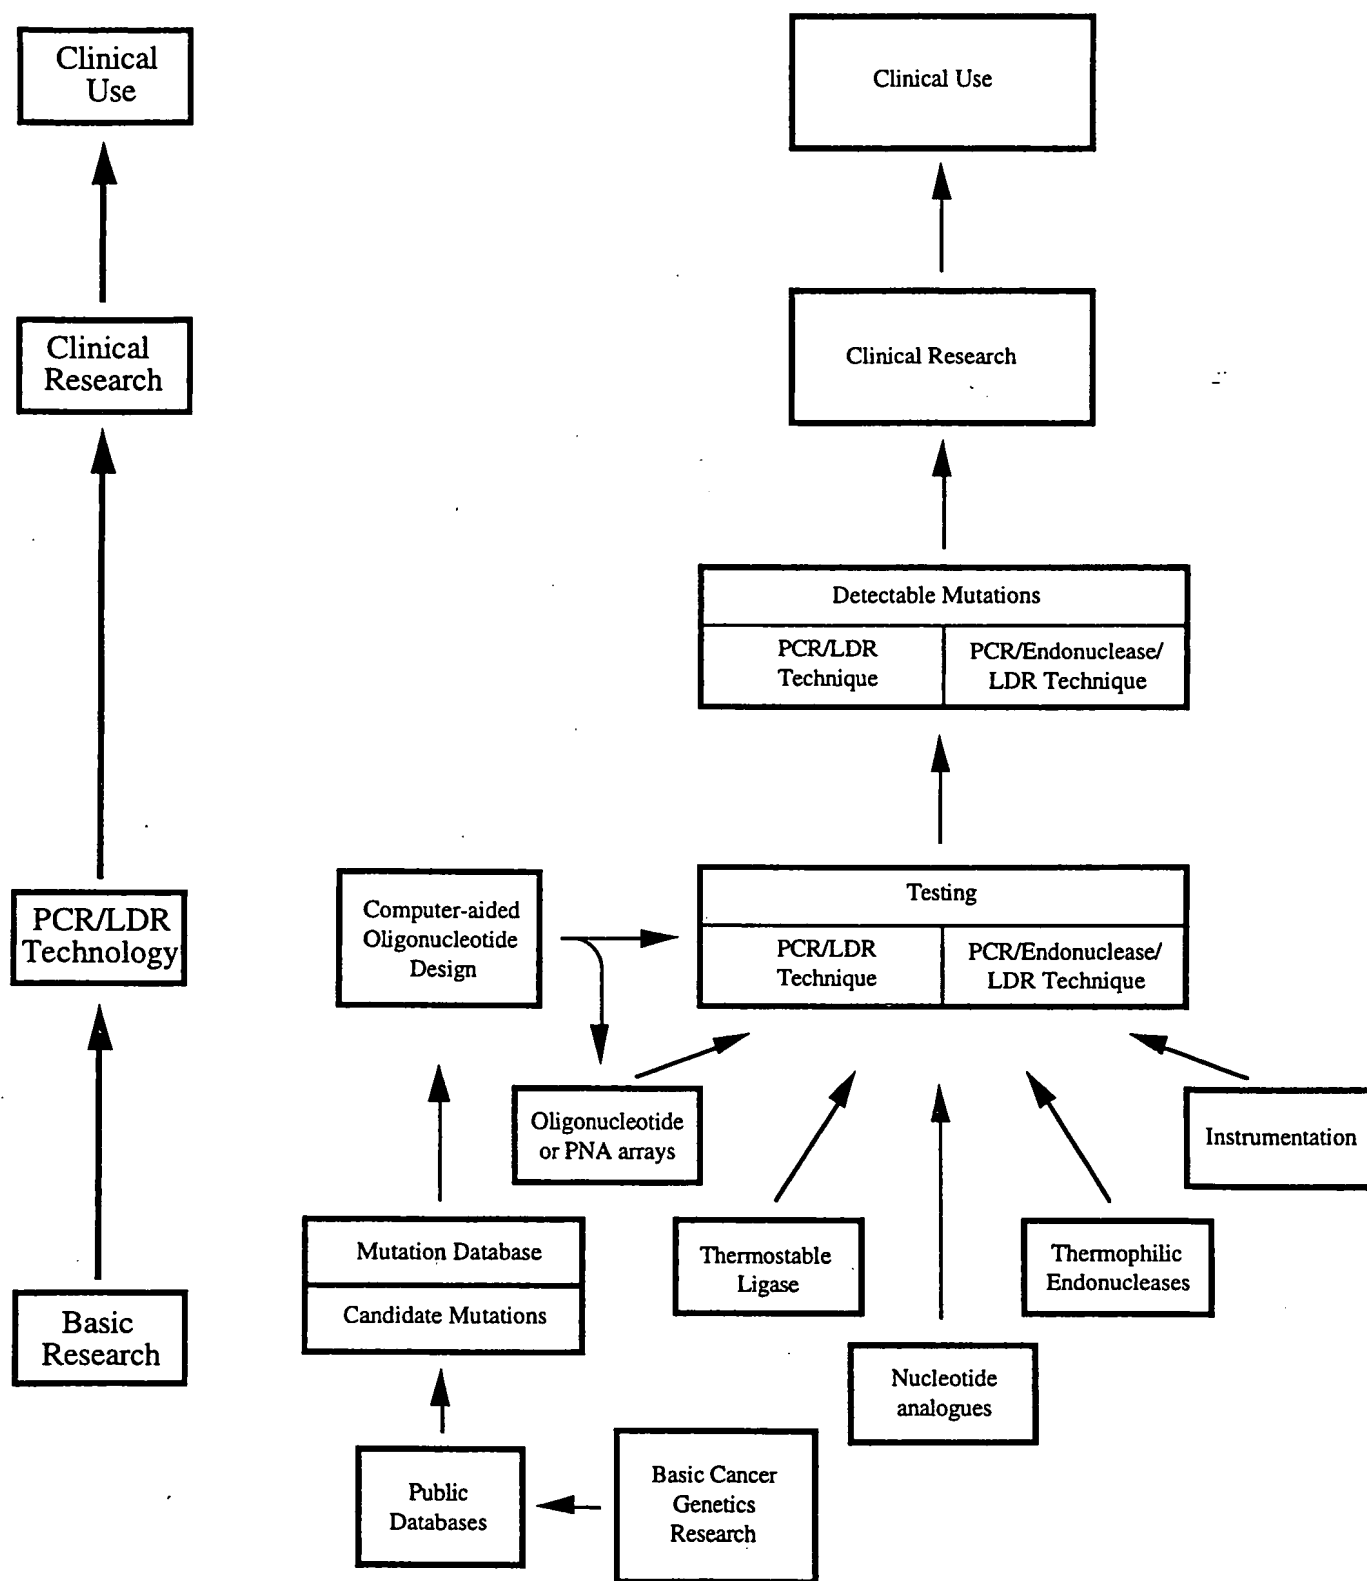 Clinical
Use
Clinical
Research
PCR/LDR
Technology
Basic
Research
Clinical Use
Clinical Research
Detectable Mutations
PCR/LDR
Technique
PCR/Endonuclease/
LDR Technique
Computer-aided
Oligonucleotide
Design
Testing
PCR/LDR
Technique
PCR/Endonuclease/
LDR Technique
Oligonucleotide
or PNA arrays
Instrumentation
Mutation Database
Candidate Mutations
Thermostable
Ligase
Thermophilic
Endonucleases
Nucleotide
analogues
Public
Databases
Basic Cancer
Genetics
Research